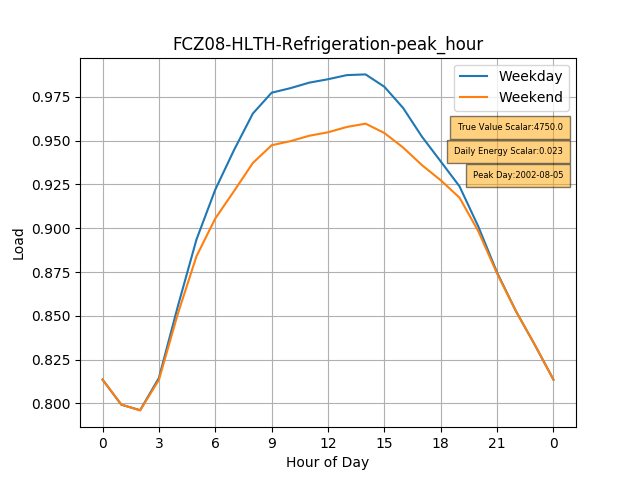 FCZ08-HLTH-Refrigeration-peak_hour
Weekday
Weekend
True Value Scalar:4750.0
Daily Energy Scalar:0.023
Peak Day:2002-08-05
Load
0.975
0.950
0.925
0.900
0.875
0.850
0.825
0.800
0 3 6 9 12 15 18 21 0
Hour of Day